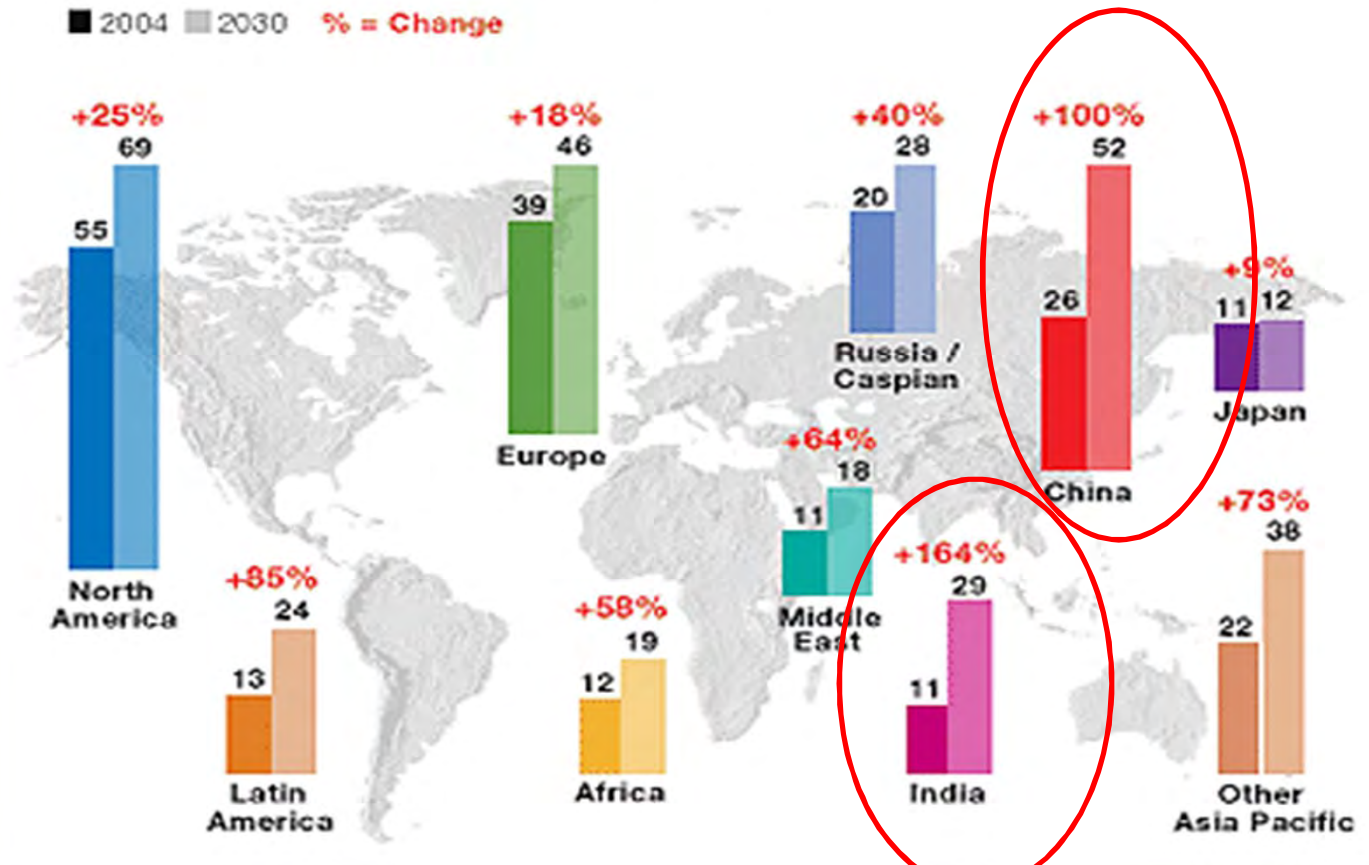 2004 2030 % = Change
+25%
69
55
North
America
+18%
46
39
Europe
+40%
28
20
Russia /
Caspian
+100%
52
26
China
+9%
11 12
Japan
+64%
18
11
Middle
East
+85%
24
13
Latin
America
+58%
19
12
Africa
+164%
29
11
India
+73%
38
22
Other
Asia Pacific